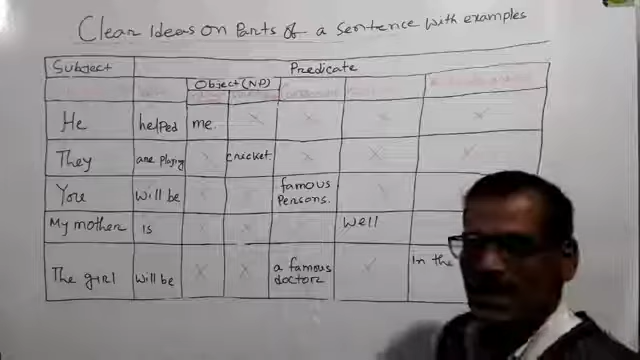 Clear Ideas on Parts of a Sentence with examples
Subject Predicate
Object (NP)
He helped me. x x x x
They are playing x cricket. x x x
You will be x x famous Persons. x
My mother is x x well
The girl will be x x a famous doctor in the